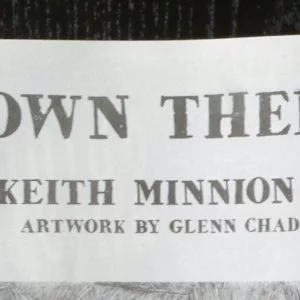 OWN THE
KEITH MINNION
ARTWORK BY GLENN CHAD